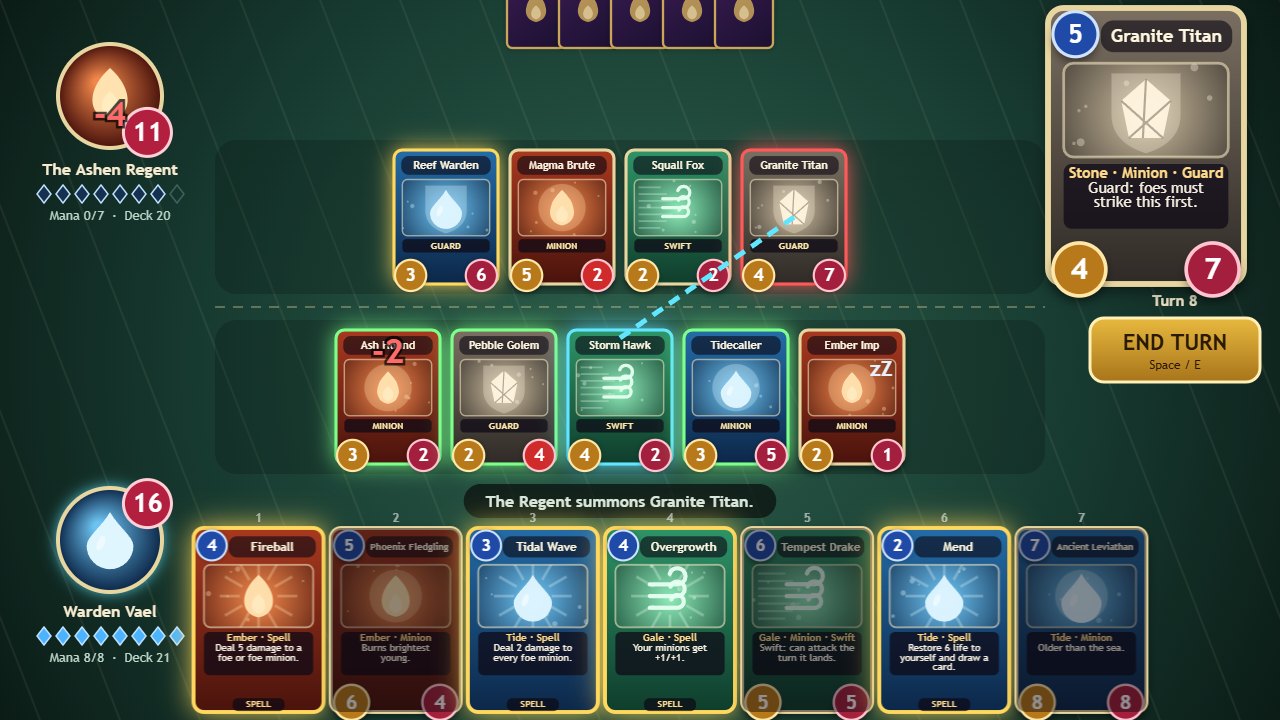 -4
11
The Ashen Regent
Mana 0/7 · Deck 20
Reef Warden
GUARD
3
6
Magma Brute
MINION
5
2
Squall Fox
SWIFT
2
2
Granite Titan
GUARD
4
7
5
Granite Titan
Stone · Minion · Guard
Guard: foes must
strike this first.
4
7
Turn 8
END TURN
Space / E
-2
MINION
3
2
Pebble Golem
GUARD
2
4
Storm Hawk
SWIFT
4
2
Tidecaller
MINION
3
5
Ember Imp
zZ
MINION
2
1
The Regent summons Granite Titan.
16
Warden Vael
Mana 8/8 · Deck 21
1
4
Fireball
Ember · Spell
Deal 5 damage to a
foe or foe minion.
SPELL
2
5
Phoenix Fledgling
Ember · Minion
Burns brightest
young.
6
4
3
3
Tidal Wave
Tide · Spell
Deal 2 damage to
every foe minion.
SPELL
4
4
Overgrowth
Gale · Spell
Your minions get
+1/+1.
SPELL
5
6
Tempest Drake
Gale · Minion · Swift
Swift: can attack the
turn it lands.
5
5
6
2
Mend
Tide · Spell
Restore 6 life to
yourself and draw a
card.
SPELL
7
7
Ancient Leviathan
Tide · Minion
Older than the sea.
8
8